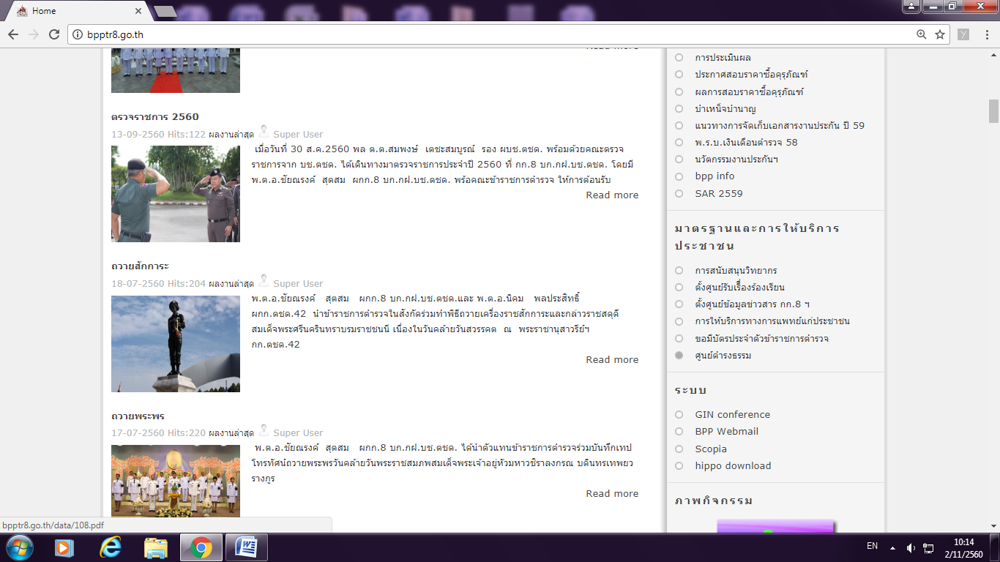 Home
bpptr8.go.th
Read more
ตรวจราชการ 2560
13-09-2560 Hits:122 ผลงานล่าสุด Super User
เมื่อวันที่ 30 ส.ค.2560 พล ต.ต.สมพงษ์ เตชะสมบูรณ์ รอง ผบช.ตชด. พร้อมด้วยคณะตรวจ
ราชการจาก บช.ตชด. ได้เดินทางมาตรวจราชการประจำปี 2560 ที่ กก.8 บก.กฝ.บช.ตชด. โดยมี
พ.ต.อ.ชัยณรงค์ สุตสม ผกก.8 บก.กฝ.บช.ตชด. พร้อคณะข้าราชการตำรวจ ให้การต้อนรับ
Read more
ถวายสักการะ
18-07-2560 Hits:204 ผลงานล่าสุด Super User
พ.ต.อ.ชัยณรงค์ สุตสม ผกก.8 บก.กฝ.บช.ตชด.และ พ.ต.อ.นิคม พลประสิทธิ์
ผกก.ตชด.42 นำข้าราชการตำรวจในสังกัดร่วมทำพิธีถวายเครื่องราชสักการะและกล่าวราชสดุดี
สมเด็จพระศรีนครินทราบรมราชชนนี เนื่องในวันคล้ายวันสวรรคต ณ พระราชานุสาวรีย์ฯ
กก.ตชด.42
Read more
ถวายพระพร
17-07-2560 Hits:220 ผลงานล่าสุด Super User
พ.ต.อ.ชัยณรงค์ สุตสม ผกก.8 บก.กฝ.บช.ตชด. ได้นำตัวแทนข้าราชการตำรวจร่วมบันทึกเทป
โทรทัศน์ถวายพระพรวันคล้ายวันพระราชสมภพสมเด็จพระเจ้าอยู่หัวมหาวชิราลงกรณ บดินทรเทพยว
รางกูร
Read more
การประเมินผล
ประกาศสอบราคาซื้อคุรุภัณฑ์
ผลการสอบราคาซื้อคุรุภัณฑ์
บำเหน็จบำนาญ
แนวทางการจัดเก็บเอกสารงานประกัน ปี 59
พ.ร.บ.เงินเดือนตำรวจ 58
นวัตกรรมงานประกันฯ
bpp info
SAR 2559
มาตรฐานและการให้บริการ
ประชาชน
การสนับสนุนวิทยากร
ตั้งศูนย์รับเรื่องร้องเรียน
ตั้งศูนย์ข้อมูลข่าวสาร กก.8 ฯ
การให้บริการทางการแพทย์แก่ประชาชน
ขอมีบัตรประจำตัวข้าราชการตำรวจ
ศูนย์ดำรงธรรม
ระบบ
GIN conference
BPP Webmail
Scopia
hippo download
ภาพกิจกรรม
bpptr8.go.th/data/108.pdf
EN
10:14
2/11/2560